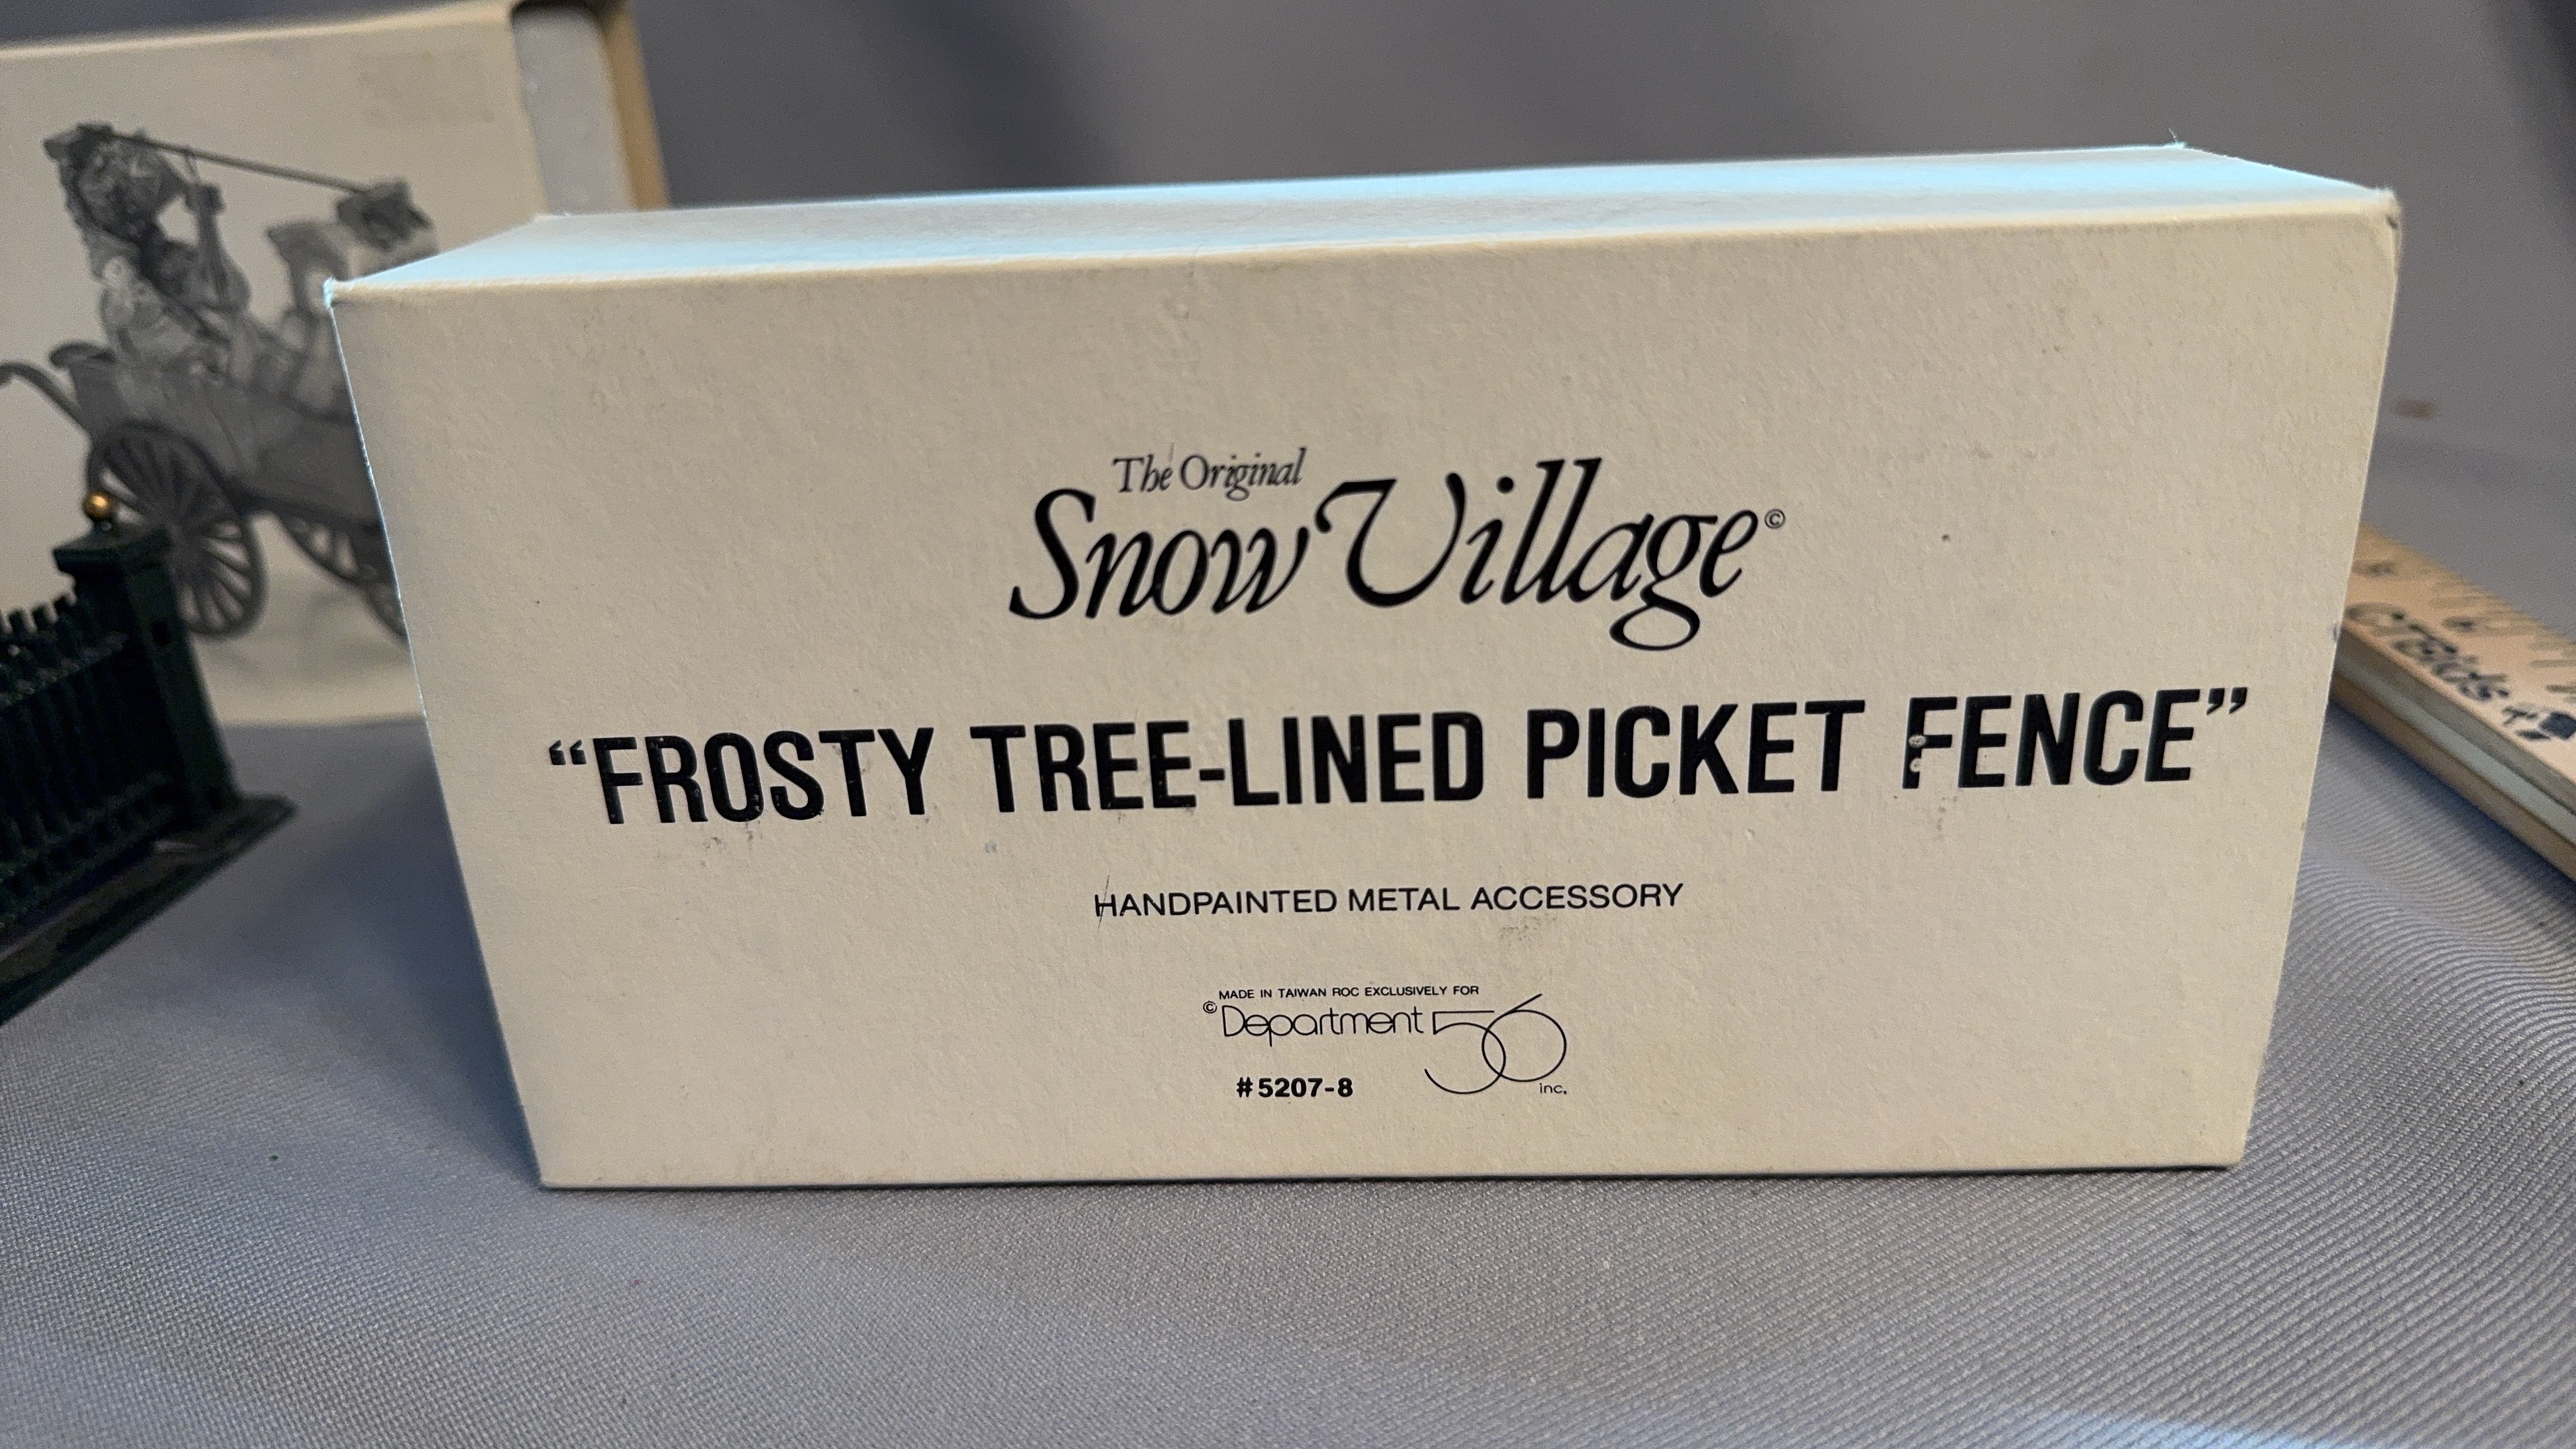 The Original
Snow Village©
“FROSTY TREE-LINED PICKET FENCE”
HANDPAINTED METAL ACCESSORY
MADE IN TAIWAN ROC EXCLUSIVELY FOR
©Department 56
inc.
#5207-8